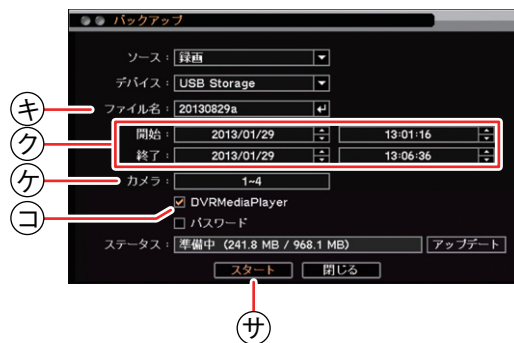 バックアップ
ソース : 録画
デバイス : USB Storage
キ ファイル名 : 20130829a
ク 開始 : 2013/01/29 13:01:16
終了 : 2013/01/29 13:06:36
ケ カメラ : 1~4
コ DVRMediaPlayer
パスワード
ステータス : 準備中 (241.8 MB / 968.1 MB) アップデート
スタート 閉じる
サ